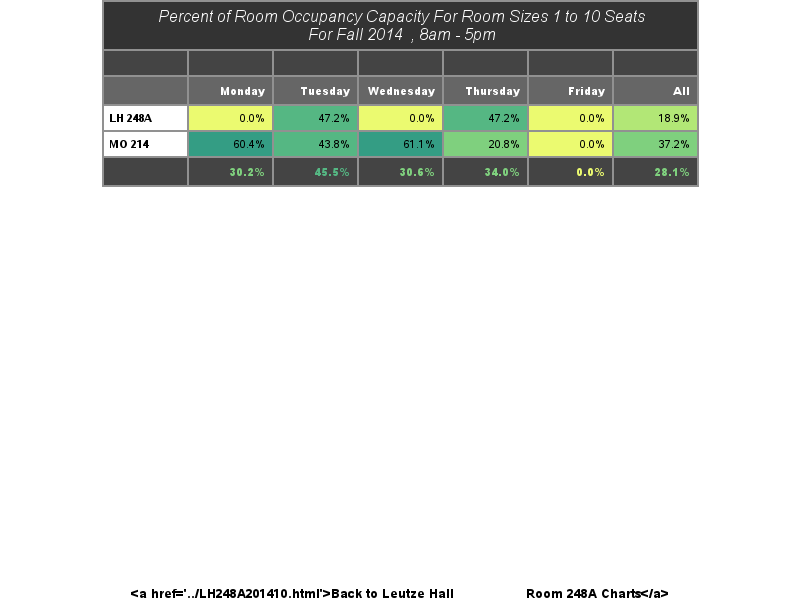 Percent of Room Occupancy Capacity For Room Sizes 1 to 10 Seats
For Fall 2014 , 8am - 5pm
Monday Tuesday Wednesday Thursday Friday All
LH 248A 0.0% 47.2% 0.0% 47.2% 0.0% 18.9%
MO 214 60.4% 43.8% 61.1% 20.8% 0.0% 37.2%
30.2% 45.5% 30.6% 34.0% 0.0% 28.1%
<a href='../LH248A201410.html'>Back to Leutze Hall Room 248A Charts</a>